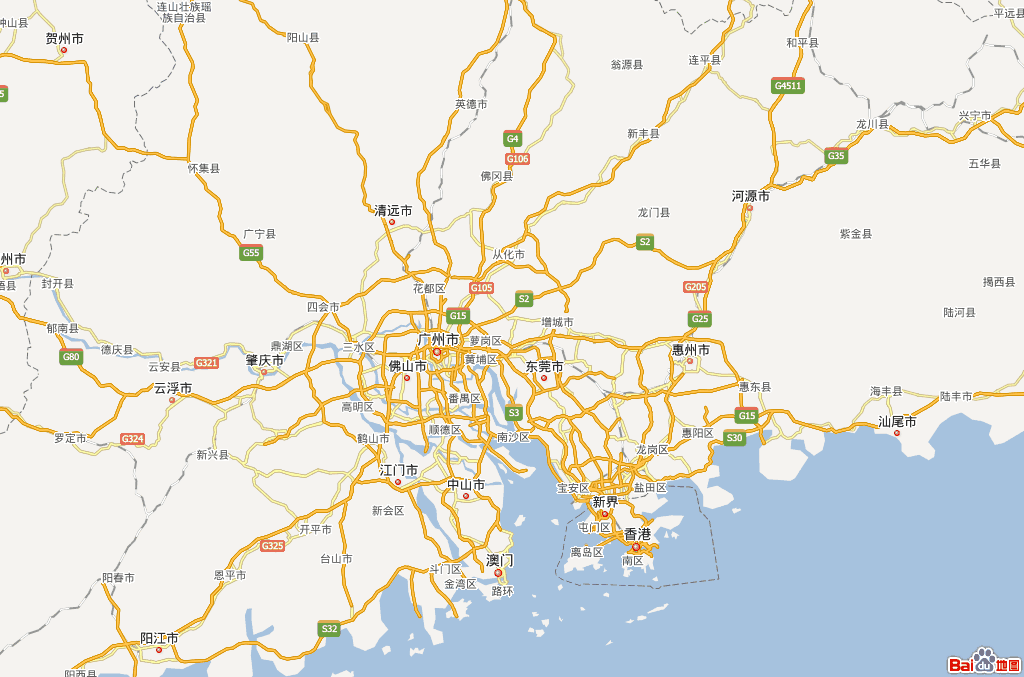 连山壮族瑶
族自治县
平远县
钟山县
贺州市
阳山县
和平县
连平县
翁源县
G4511
英德市
兴宁市
龙川县
新丰县
G4
G106
G35
五华县
怀集县
佛冈县
河源市
清远市
龙门县
广宁县
紫金县
S2
G55
从化市
州市
封开县
揭西县
花都区
G105
G205
S2
四会市
陆河县
G15
G25
增城市
郁南县
广州市
萝岗区
鼎湖区
三水区
德庆县
惠州市
G80
肇庆市
黄埔区
G321
云安县
佛山市
东莞市
云浮市
惠东县
海丰县
陆丰市
番禺区
高明区
S3
G15
汕尾市
顺德区
惠阳区
罗定市
G324
鹤山市
南沙区
S30
新兴县
龙岗区
江门市
中山市
宝安区
盐田区
新界
新会区
开平市
屯门区
香港
G325
离岛区
台山市
澳门
南区
斗门区
恩平市
阳春市
金湾区
路环
S32
阳江市
Bai du 地图
阳西县